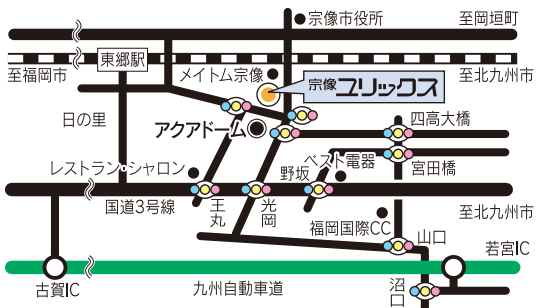 宗像市役所
至岡垣町
東郷駅
メイトム宗像
至福岡市
至北九州市
宗像ユリックス
日の里
アクアドーム
四高大橋
ベスト電器
宮田橋
レストラン・シャロン
野坂
国道3号線
王丸
光岡
福岡国際CC
至北九州市
山口
若宮IC
古賀IC
九州自動車道
沼口